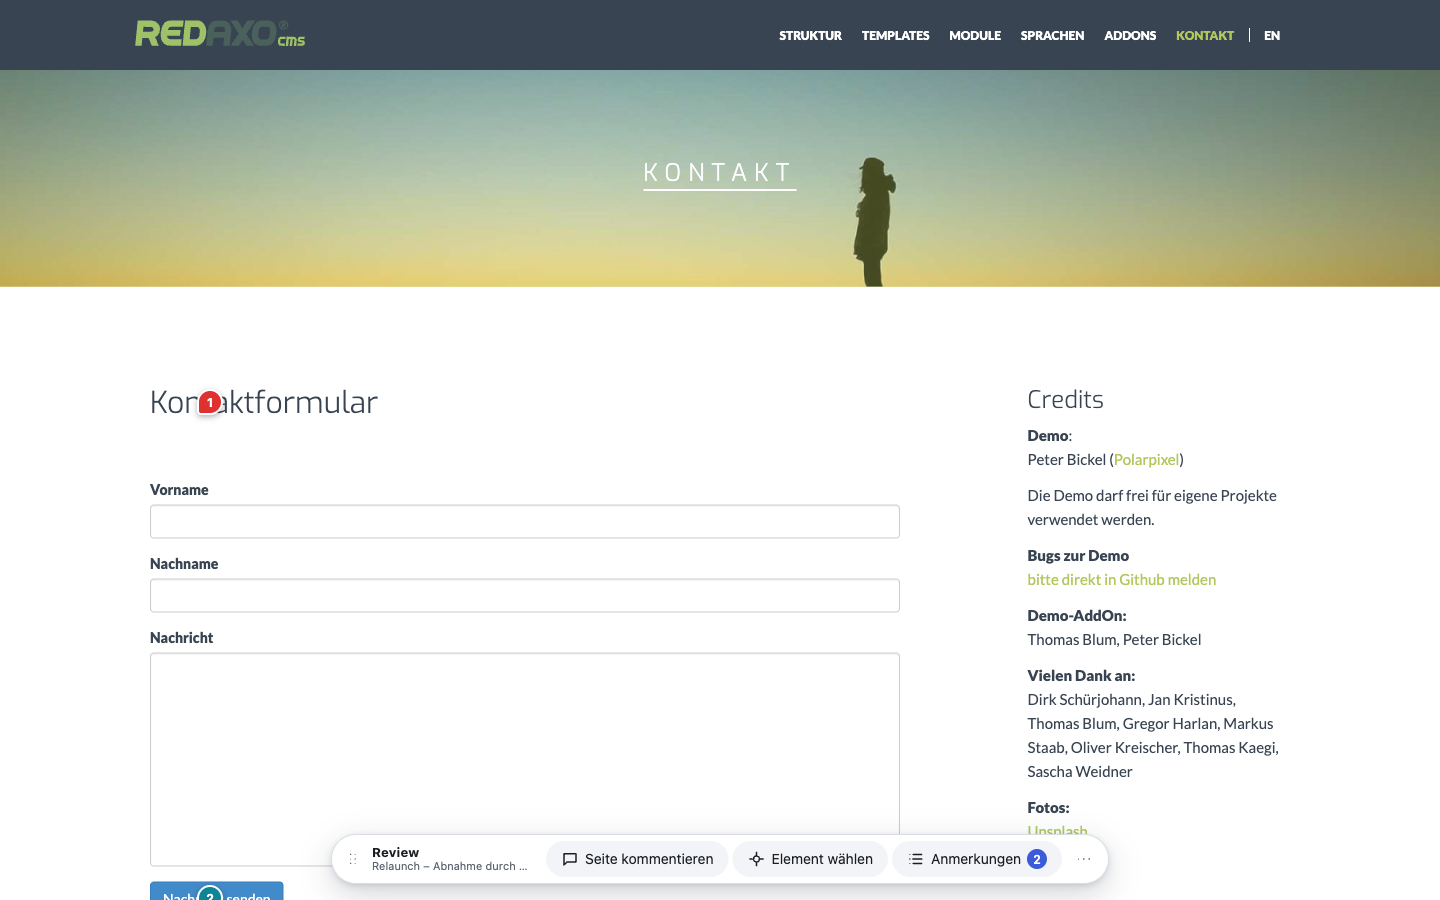 REDAXO® cms
STRUKTUR TEMPLATES MODULE SPRACHEN ADDONS KONTAKT EN
KONTAKT
Kontaktformular
1
Vorname
Nachname
Nachricht
2
Credits
Demo:
Peter Bickel (Polarpixel)
Die Demo darf frei für eigene Projekte
verwendet werden.
Bugs zur Demo
bitte direkt in Github melden
Demo-AddOn:
Thomas Blum, Peter Bickel
Vielen Dank an:
Dirk Schürjohann, Jan Kristinus,
Thomas Blum, Gregor Harlan, Markus
Staab, Oliver Kreischer, Thomas Kaegi,
Sascha Weidner
Fotos:
Unsplash
Review
Relaunch – Abnahme durch ...
Seite kommentieren
Element wählen
Anmerkungen 2